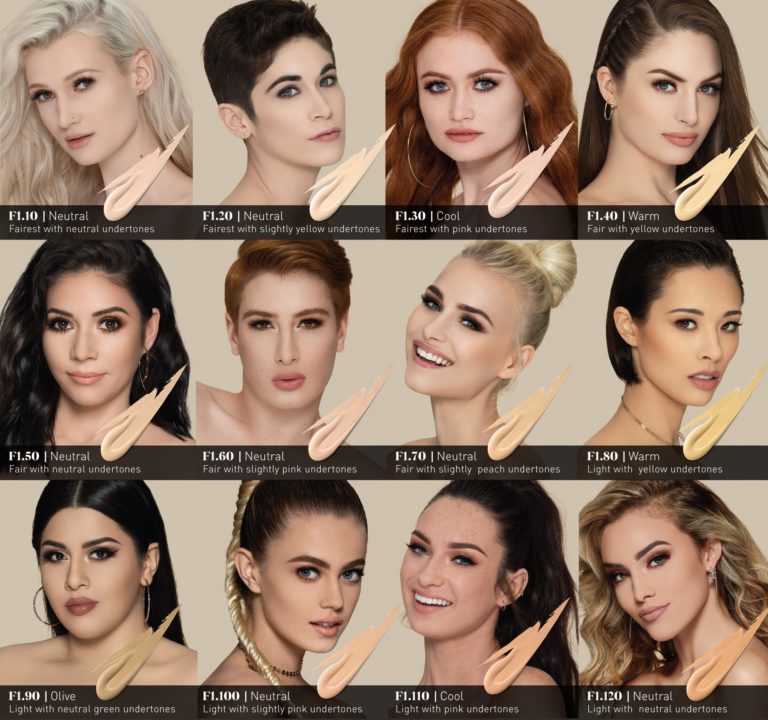 F1.10 | Neutral
Fairest with neutral undertones
F1.20 | Neutral
Fairest with slightly yellow undertones
F1.30 | Cool
Fairest with pink undertones
F1.40 | Warm
Fair with yellow undertones
F1.50 | Neutral
Fair with neutral undertones
F1.60 | Neutral
Fair with slightly pink undertones
F1.70 | Neutral
Fair with slightly peach undertones
F1.80 | Warm
Light with yellow undertones
F1.90 | Olive
Light with neutral green undertones
F1.100 | Neutral
Light with slightly pink undertones
F1.110 | Cool
Light with pink undertones
F1.120 | Neutral
Light with neutral undertones